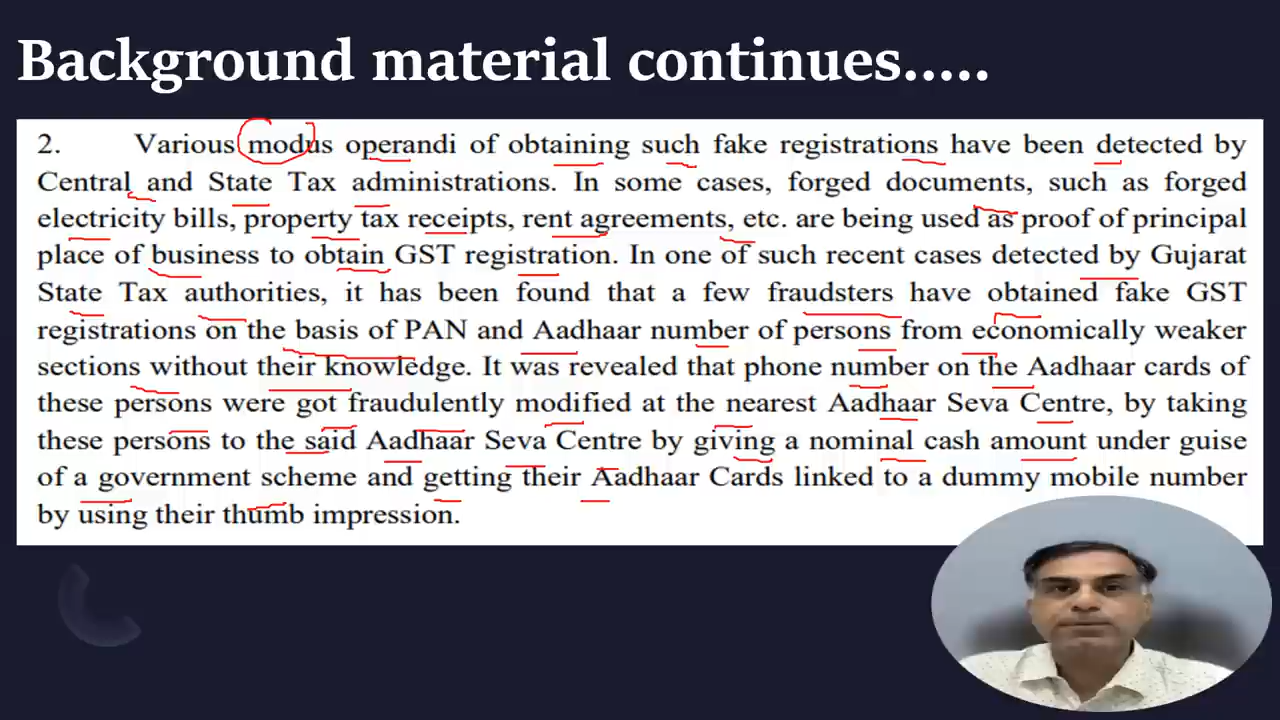 Background material continues.....
2. Various modus operandi of obtaining such fake registrations have been detected by
Central and State Tax administrations. In some cases, forged documents, such as forged
electricity bills, property tax receipts, rent agreements, etc. are being used as proof of principal
place of business to obtain GST registration. In one of such recent cases detected by Gujarat
State Tax authorities, it has been found that a few fraudsters have obtained fake GST
registrations on the basis of PAN and Aadhaar number of persons from economically weaker
sections without their knowledge. It was revealed that phone number on the Aadhaar cards of
these persons were got fraudulently modified at the nearest Aadhaar Seva Centre, by taking
these persons to the said Aadhaar Seva Centre by giving a nominal cash amount under guise
of a government scheme and getting their Aadhaar Cards linked to a dummy mobile number
by using their thumb impression.